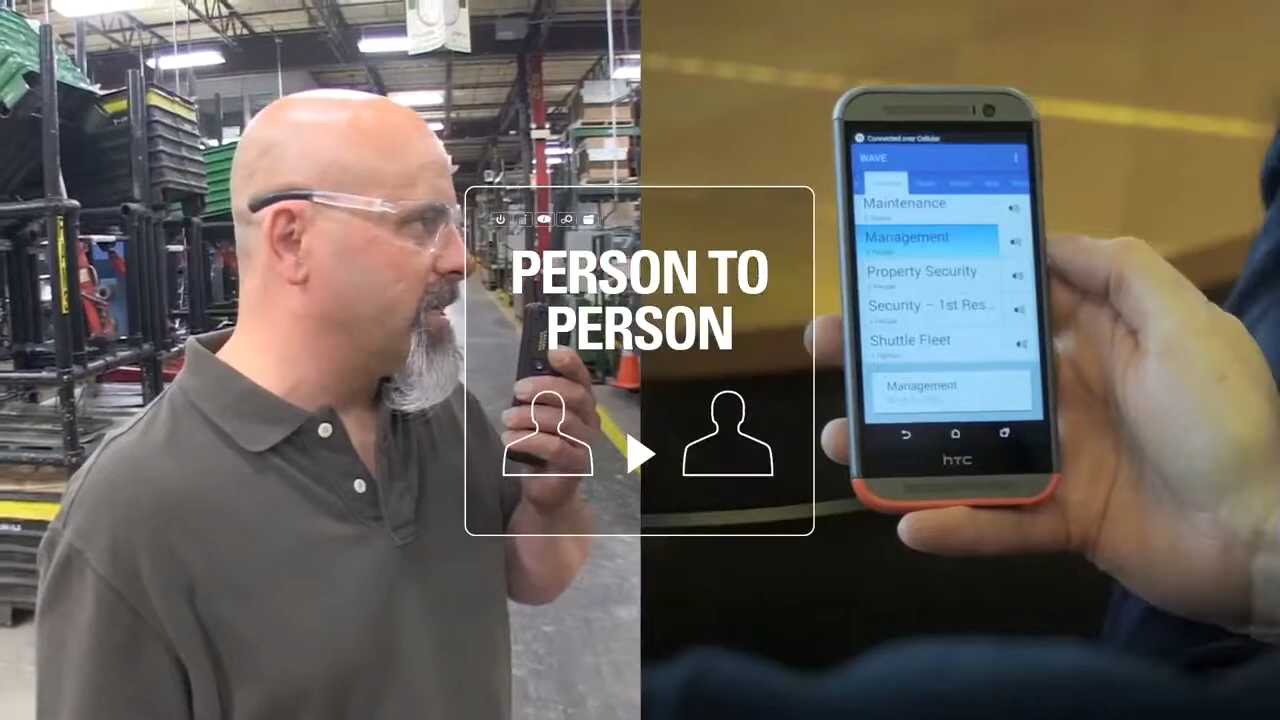 PERSON TO
PERSON
Connected over Cellular
WAVE
Maintenance
Management
Property Security
Security - 1st Res...
Shuttle Fleet
Management
hTC